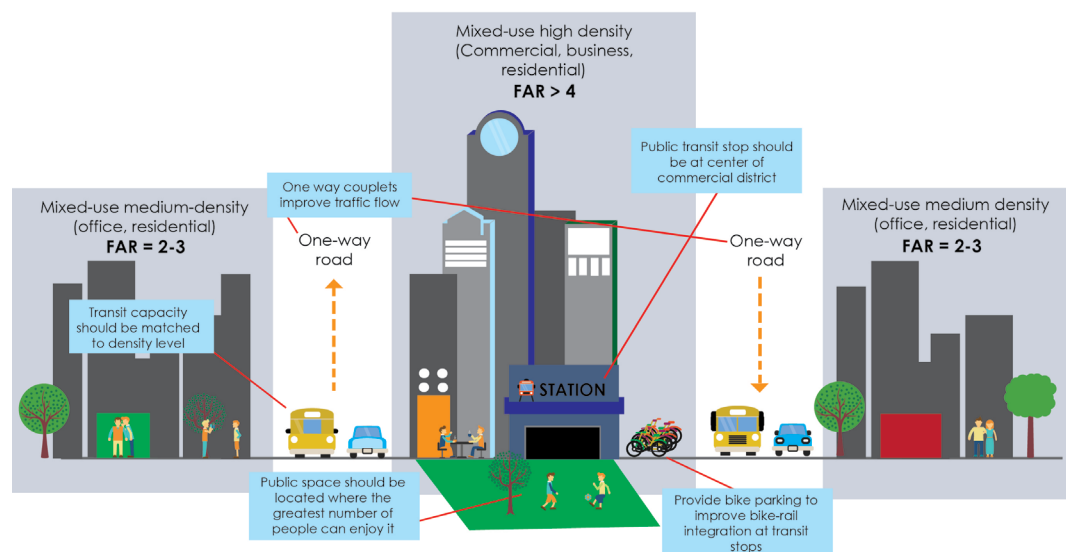 Mixed-use high density
(Commercial, business,
residential)
FAR > 4
Public transit stop should
be at center of
commercial district
One way couplets
improve traffic flow
Mixed-use medium-density
(office, residential)
FAR = 2-3
One-way
road
One-way
road
Mixed-use medium density
(office, residential)
FAR = 2-3
Transit capacity
should be matched
to density level
STATION
Public space should be
located where the
greatest number of
people can enjoy it
Provide bike parking to
improve bike-rail
integration at transit
stops